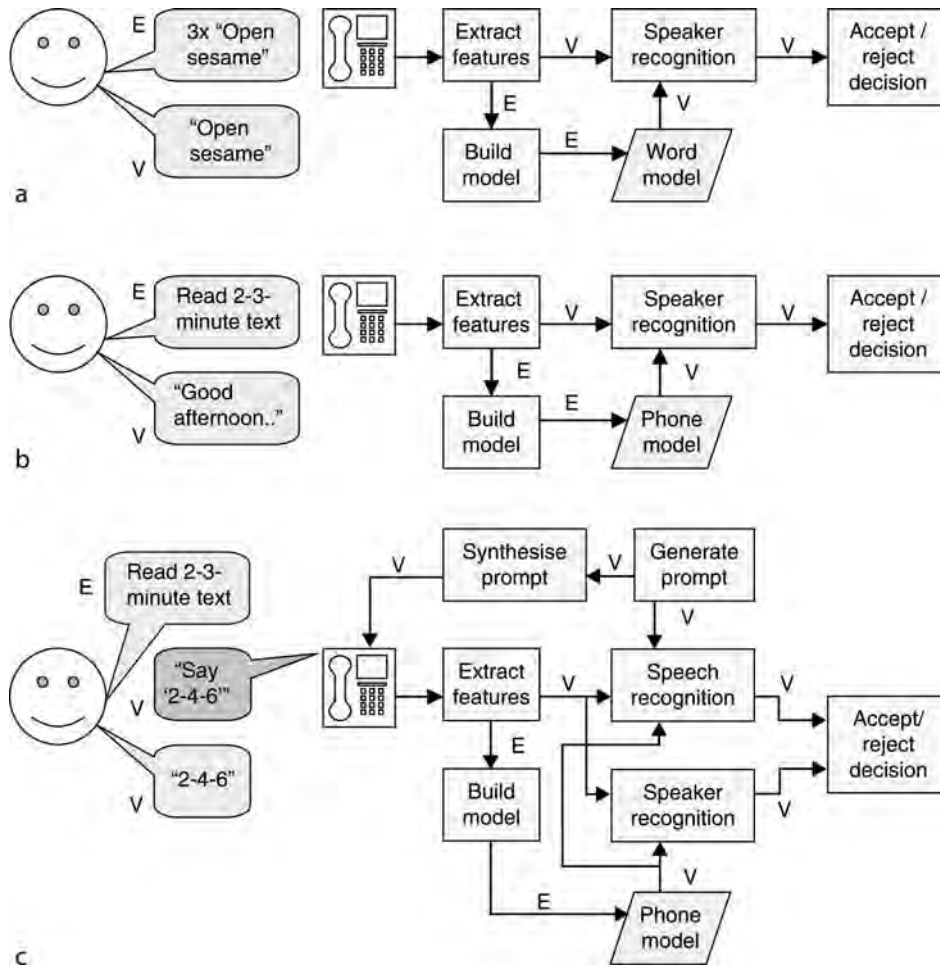 E
3x “Open
sesame”
“Open
sesame”
V
Extract
features
V
Speaker
recognition
V
Accept /
reject
decision
E
V
Build
model
E
Word
model
a
E
Read 2-3-
minute text
“Good
afternoon..”
V
Extract
features
V
Speaker
recognition
V
Accept /
reject
decision
E
V
Build
model
E
Phone
model
b
Synthesise
prompt
V
Generate
prompt
V
V
E
Read 2-3-
minute text
“Say
‘2-4-6’”
V
“2-4-6”
V
Extract
features
V
Speech
recognition
V
Accept/
reject
decision
E
Build
model
Speaker
recognition
V
V
E
Phone
model
c